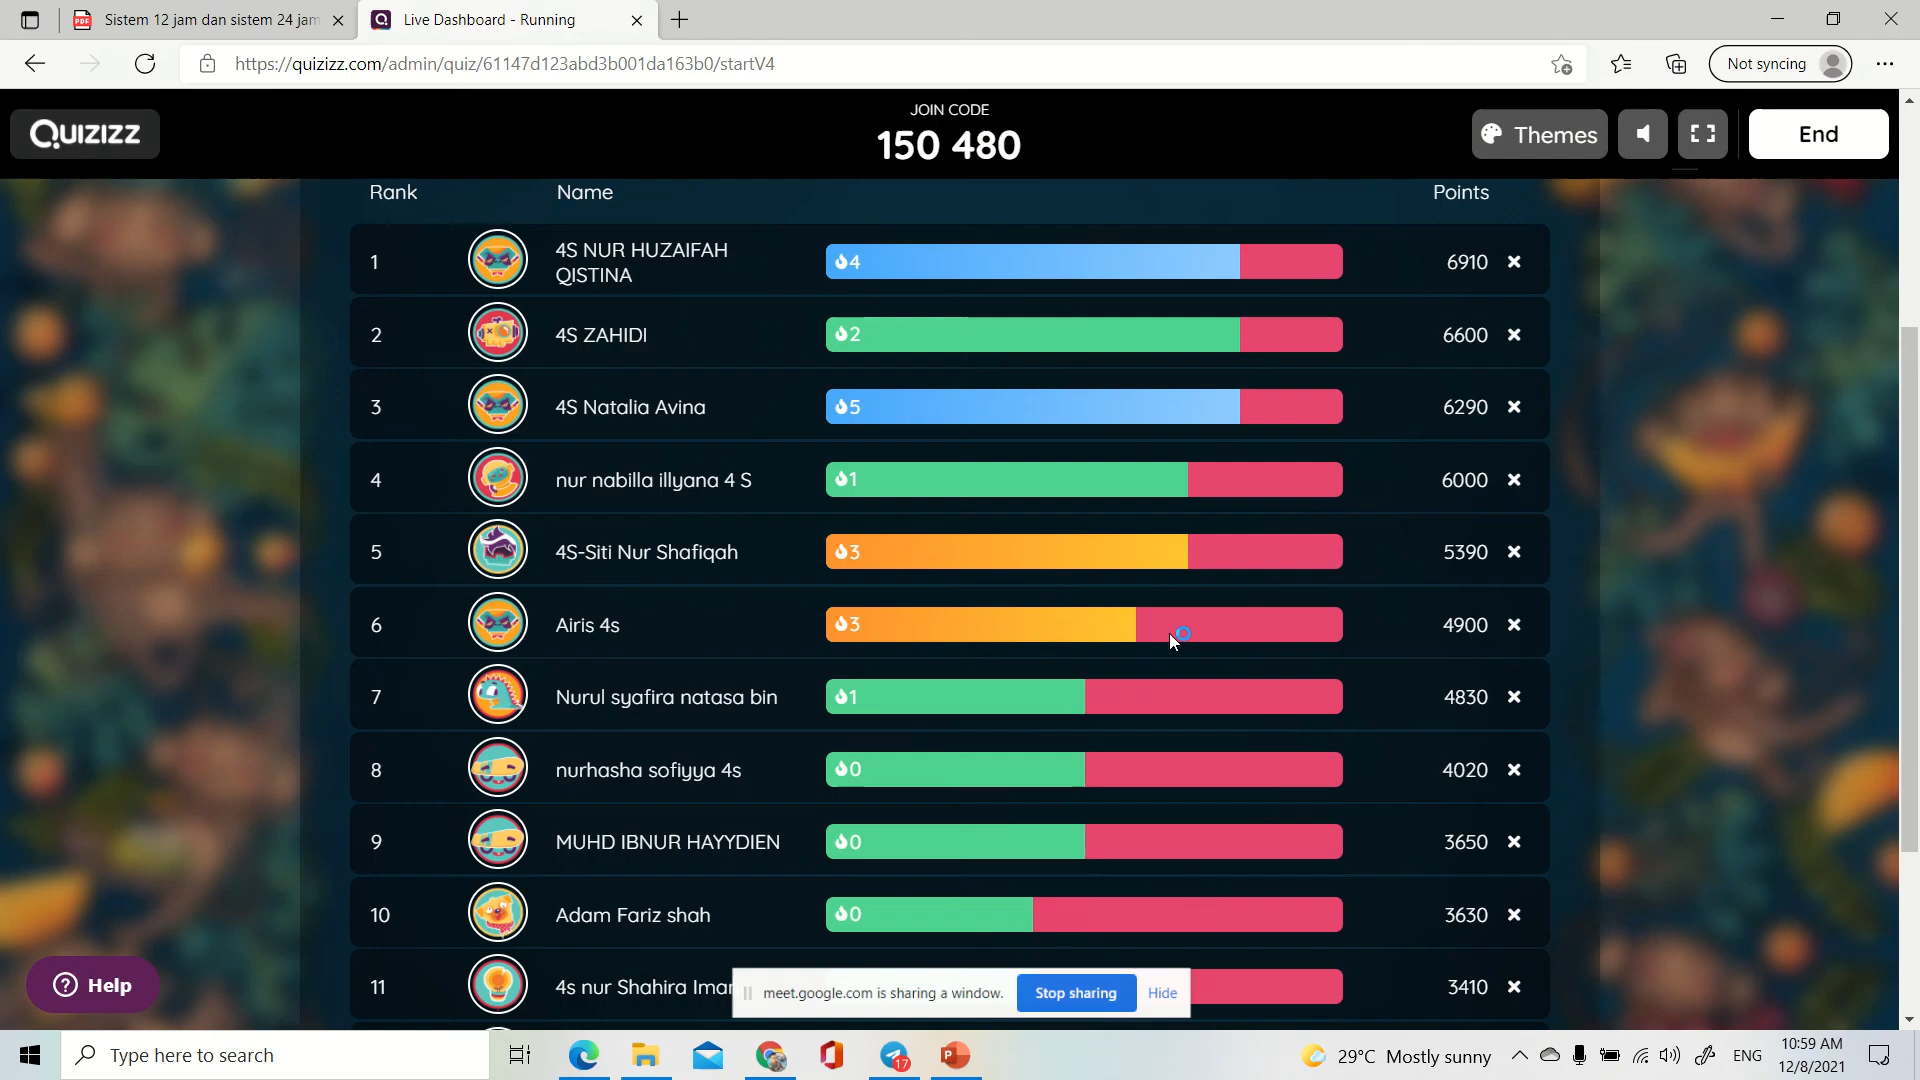 Sistem 12 jam dan sistem 24 jam
Live Dashboard - Running
https://quizizz.com/admin/quiz/61147d123abd3b001da163b0/startV4
Not syncing
QUIZIZZ
JOIN CODE
150 480
Themes
End
Rank Name Points
1 4S NUR HUZAIFAH QISTINA 4 6910
2 4S ZAHIDI 2 6600
3 4S Natalia Avina 5 6290
4 nur nabilla illyana 4 S 1 6000
5 4S-Siti Nur Shafiqah 3 5390
6 Airis 4s 3 4900
7 Nurul syafira natasa bin 1 4830
8 nurhasha sofiyya 4s 0 4020
9 MUHD IBNUR HAYYDIEN 0 3650
10 Adam Fariz shah 0 3630
11 4s nur Shahira 3410
Help
meet.google.com is sharing a window. Stop sharing Hide
Type here to search
17
29°C Mostly sunny
ENG
10:59 AM
12/8/2021